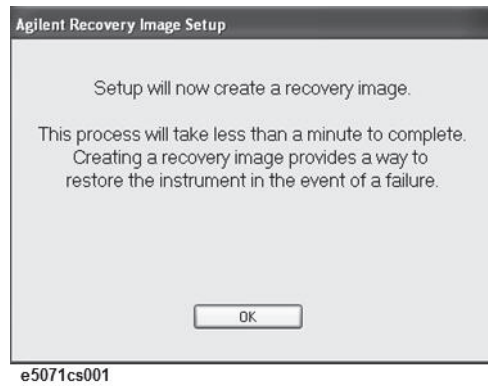 Agilent Recovery Image Setup
Setup will now create a recovery image.
This process will take less than a minute to complete.
Creating a recovery image provides a way to
restore the instrument in the event of a failure.
OK
e5071cs001